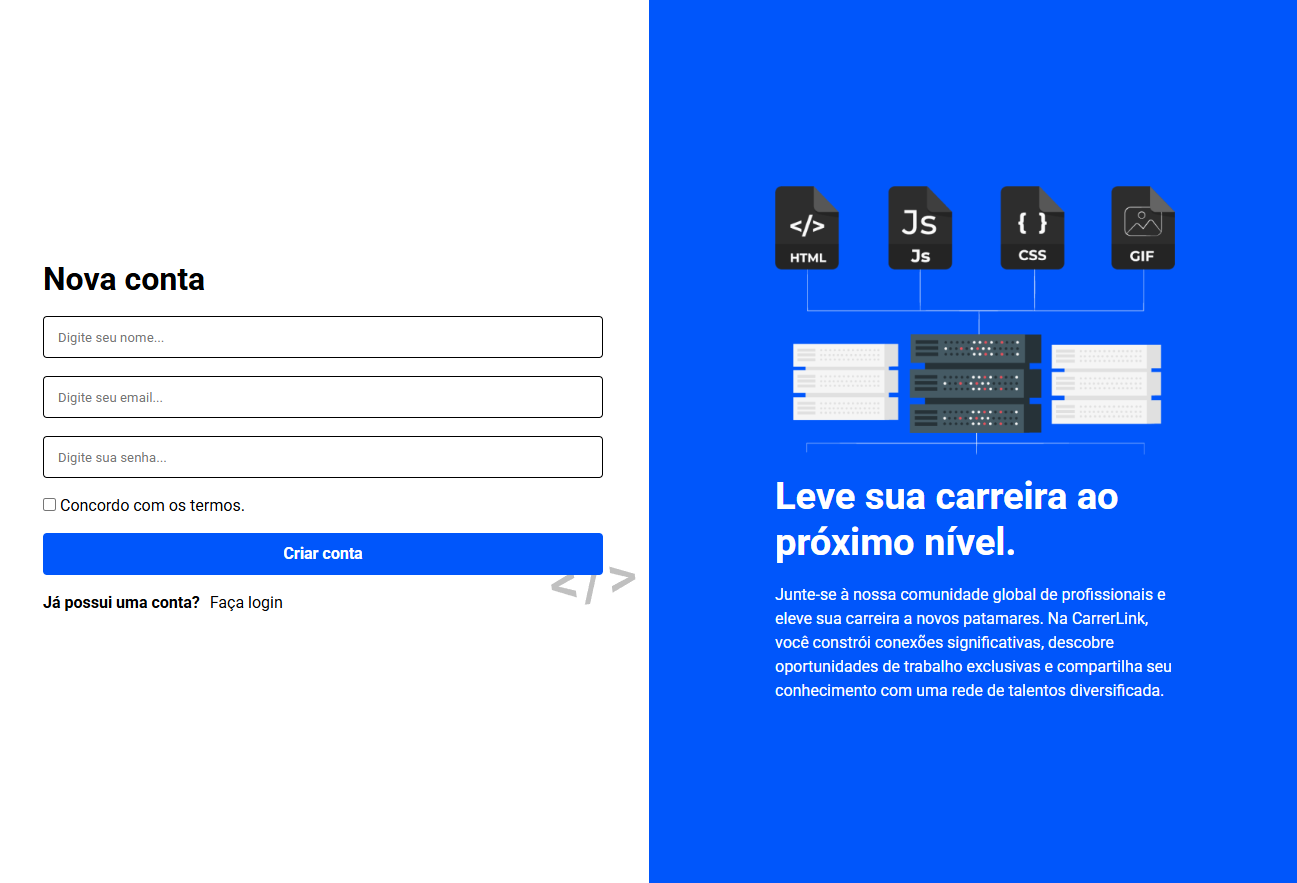 Nova conta
Digite seu nome...
Digite seu email...
Digite sua senha...
Concordo com os termos.
Criar conta
</>
Já possui uma conta? Faça login
</>
HTML
Js
Js
{ }
CSS
GIF
Leve sua carreira ao
próximo nível.
Junte-se à nossa comunidade global de profissionais e
eleve sua carreira a novos patamares. Na CarrerLink,
você constrói conexões significativas, descobre
oportunidades de trabalho exclusivas e compartilha seu
conhecimento com uma rede de talentos diversificada.